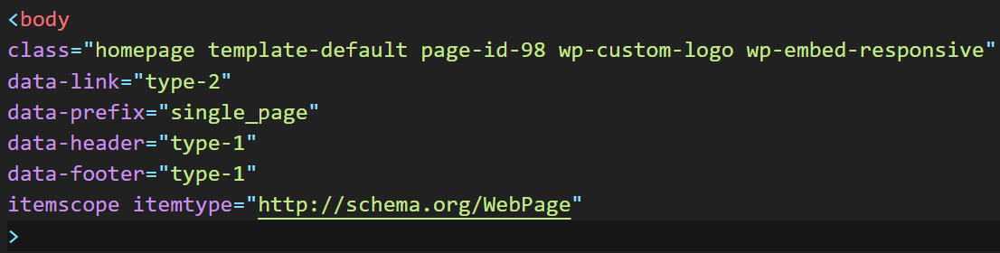 <body
class="homepage template-default page-id-98 wp-custom-logo wp-embed-responsive"
data-link="type-2"
data-prefix="single_page"
data-header="type-1"
data-footer="type-1"
itemscope itemtype="http://schema.org/WebPage"
>